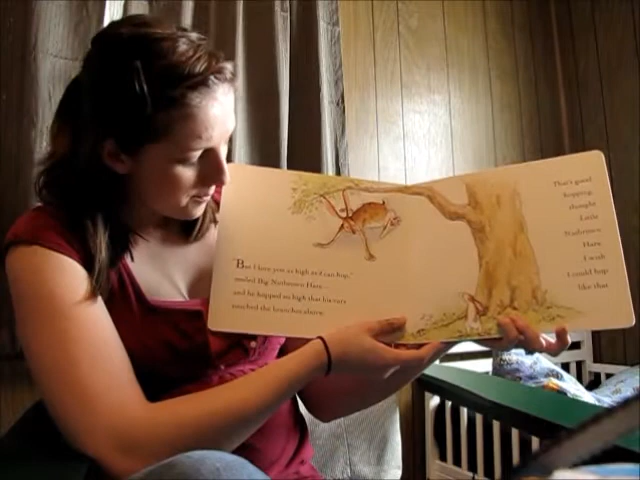 "But I love you as high as I can hop,"
smiled Big Nutbrown Hare,
and he hopped so high that his ears
touched the branches above.
That's good
hopping,
thought
Little
Nutbrown
Hare.
I wish
I could hop
like that